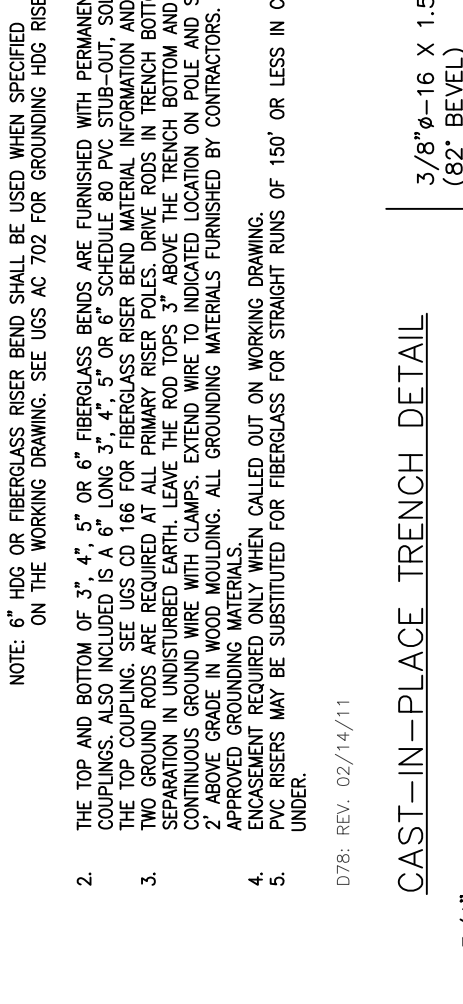 NOTE: 6" HDG OR FIBERGLASS RISER BEND SHALL BE USED WHEN SPECIFIED
ON THE WORKING DRAWING. SEE UGS AC 702 FOR GROUNDING HDG RISE
2. THE TOP AND BOTTOM OF 3", 4", 5" OR 6" FIBERGLASS BENDS ARE FURNISHED WITH PERMANEN
COUPLINGS. ALSO INCLUDED IS A 6" LONG 3", 4", 5" OR 6" SCHEDULE 80 PVC STUB-OUT, SOL
THE TOP COUPLING. SEE UGS CD 166 FOR FIBERGLASS RISER BEND MATERIAL INFORMATION AND
3. TWO GROUND RODS ARE REQUIRED AT ALL PRIMARY RISER POLES. DRIVE RODS IN TRENCH BOTTO
SEPARATION IN UNDISTURBED EARTH. LEAVE THE ROD TOPS 3" ABOVE THE TRENCH BOTTOM AND
CONTINUOUS GROUND WIRE WITH CLAMPS. EXTEND WIRE TO INDICATED LOCATION ON POLE AND S
2' ABOVE GRADE IN WOOD MOULDING. ALL GROUNDING MATERIALS FURNISHED BY CONTRACTORS.
APPROVED GROUNDING MATERIALS.
4. ENCASEMENT REQUIRED ONLY WHEN CALLED OUT ON WORKING DRAWING.
5. PVC RISERS MAY BE SUBSTITUTED FOR FIBERGLASS FOR STRAIGHT RUNS OF 150' OR LESS IN C
UNDER.
D78: REV. 02/14/11
CAST-IN-PLACE TRENCH DETAIL
3/8"ø-16 X 1.5
(82° BEVEL)